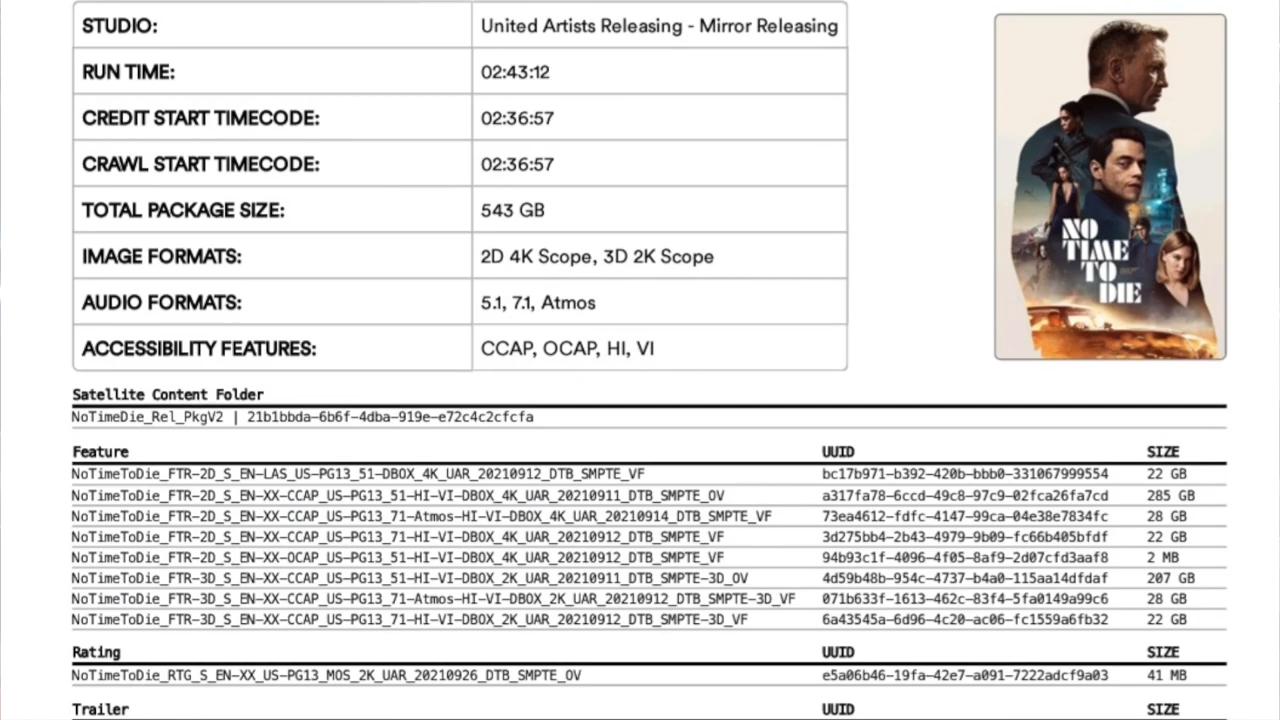 STUDIO: United Artists Releasing - Mirror Releasing
RUN TIME: 02:43:12
CREDIT START TIMECODE: 02:36:57
CRAWL START TIMECODE: 02:36:57
TOTAL PACKAGE SIZE: 543 GB
IMAGE FORMATS: 2D 4K Scope, 3D 2K Scope
AUDIO FORMATS: 5.1, 7.1, Atmos
ACCESSIBILITY FEATURES: CCAP, OCAP, HI, VI
NO
TIME
TO
DIE
Satellite Content Folder
NoTimeDie_Rel_PkgV2 | 21b1bbda-6b6f-4dba-919e-e72c4c2cfcfa
Feature UUID SIZE
NoTimeToDie_FTR-2D_S_EN-LAS_US-PG13_51-DBOX_4K_UAR_20210912_DTB_SMPTE_VF bc17b971-b392-420b-bbb0-331067999554 22 GB
NoTimeToDie_FTR-2D_S_EN-XX-CCAP_US-PG13_51-HI-VI-DBOX_4K_UAR_20210911_DTB_SMPTE_OV a317fa78-6ccd-49c8-97c9-02fca26fa7cd 285 GB
NoTimeToDie_FTR-2D_S_EN-XX-CCAP_US-PG13_71-Atmos-HI-VI-DBOX_4K_UAR_20210914_DTB_SMPTE_VF 73ea4612-fdfc-4147-99ca-04e38e7834fc 28 GB
NoTimeToDie_FTR-2D_S_EN-XX-CCAP_US-PG13_71-HI-VI-DBOX_4K_UAR_20210912_DTB_SMPTE_VF 3d275bb4-2b43-4979-9b09-fc66b405bfdf 22 GB
NoTimeToDie_FTR-2D_S_EN-XX-OCAP_US-PG13_51-HI-VI-DBOX_4K_UAR_20210912_DTB_SMPTE_VF 94b93c1f-4096-4f05-8af9-2d07cfd3aaf8 2 MB
NoTimeToDie_FTR-3D_S_EN-XX-CCAP_US-PG13_51-HI-VI-DBOX_2K_UAR_20210911_DTB_SMPTE-3D_OV 4d59b48b-954c-4737-b4a0-115aa14dfdaf 207 GB
NoTimeToDie_FTR-3D_S_EN-XX-CCAP_US-PG13_71-Atmos-HI-VI-DBOX_2K_UAR_20210912_DTB_SMPTE-3D_VF 071b633f-1613-462c-83f4-5fa0149a99c6 28 GB
NoTimeToDie_FTR-3D_S_EN-XX-CCAP_US-PG13_71-HI-VI-DBOX_2K_UAR_20210912_DTB_SMPTE-3D_VF 6a43545a-6d96-4c20-ac06-fc1559a6fb32 22 GB
Rating UUID SIZE
NoTimeToDie_RTG_S_EN-XX_US-PG13_MOS_2K_UAR_20210926_DTB_SMPTE_OV e5a06b46-19fa-42e7-a091-7222adcf9a03 41 MB
Trailer UUID SIZE